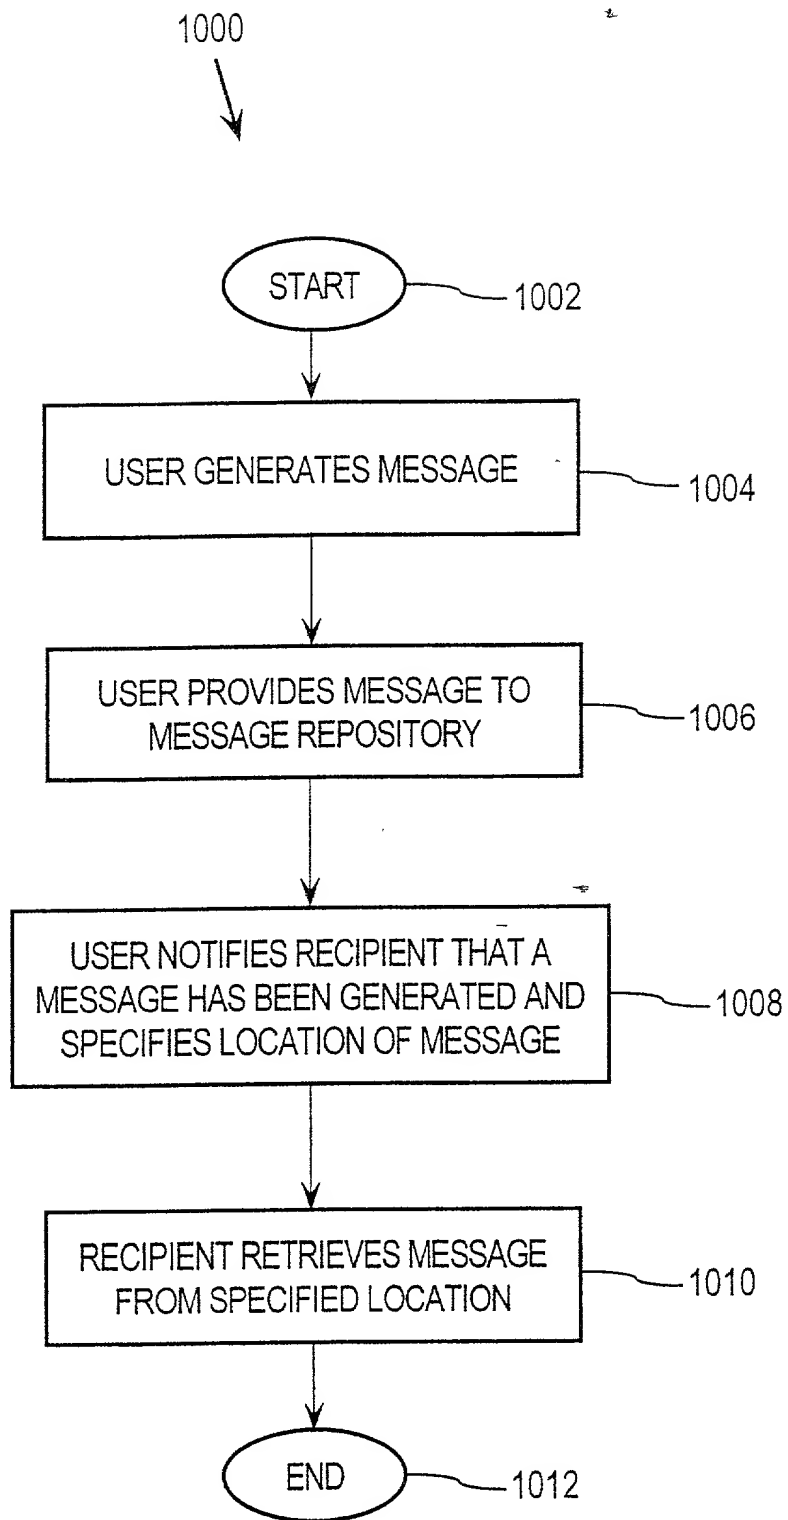 1000
START
1002
USER GENERATES MESSAGE
1004
USER PROVIDES MESSAGE TO
MESSAGE REPOSITORY
1006
USER NOTIFIES RECIPIENT THAT A
MESSAGE HAS BEEN GENERATED AND
SPECIFIES LOCATION OF MESSAGE
1008
RECIPIENT RETRIEVES MESSAGE
FROM SPECIFIED LOCATION
1010
END
1012